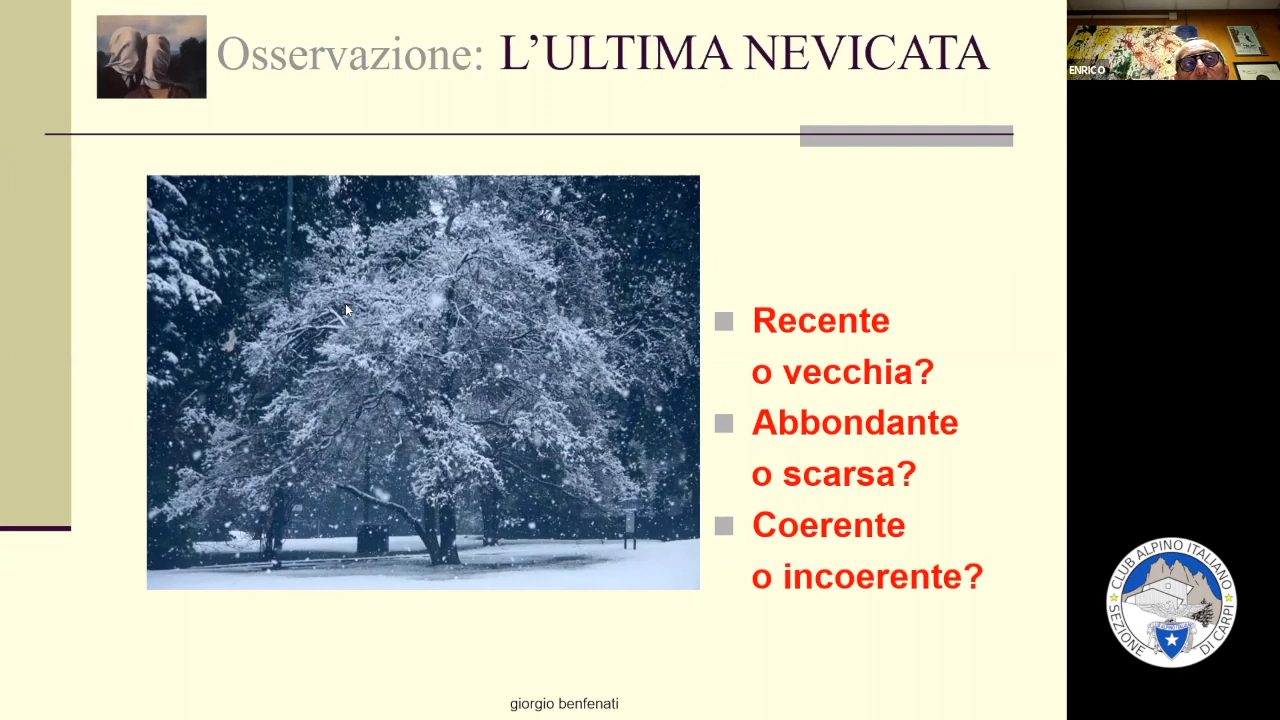 Osservazione: L’ULTIMA NEVICATA
ENRICO
Recente
o vecchia?
Abbondante
o scarsa?
Coerente
o incoerente?
CLUB ALPINO ITALIANO
SEZIONE DI CARPI
giorgio benfenati